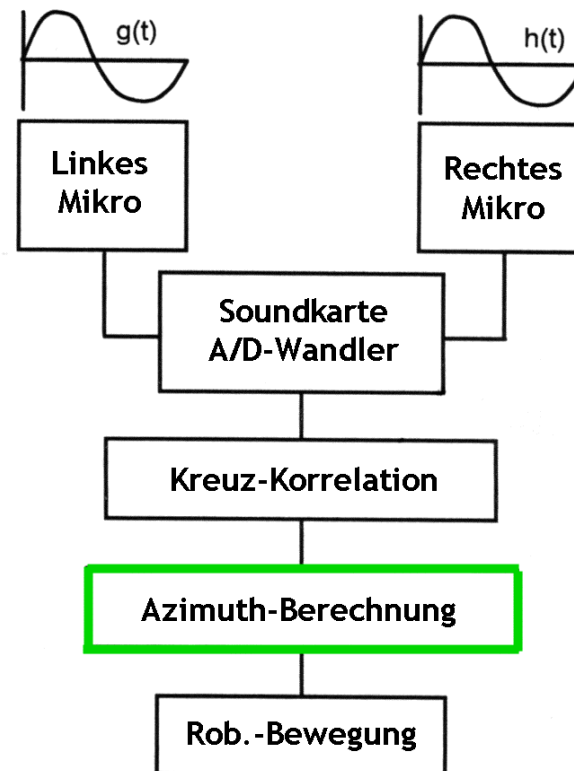 g(t)
h(t)
Linkes
Mikro
Rechtes
Mikro
Soundkarte
A/D-Wandler
Kreuz-Korrelation
Azimuth-Berechnung
Rob.-Bewegung